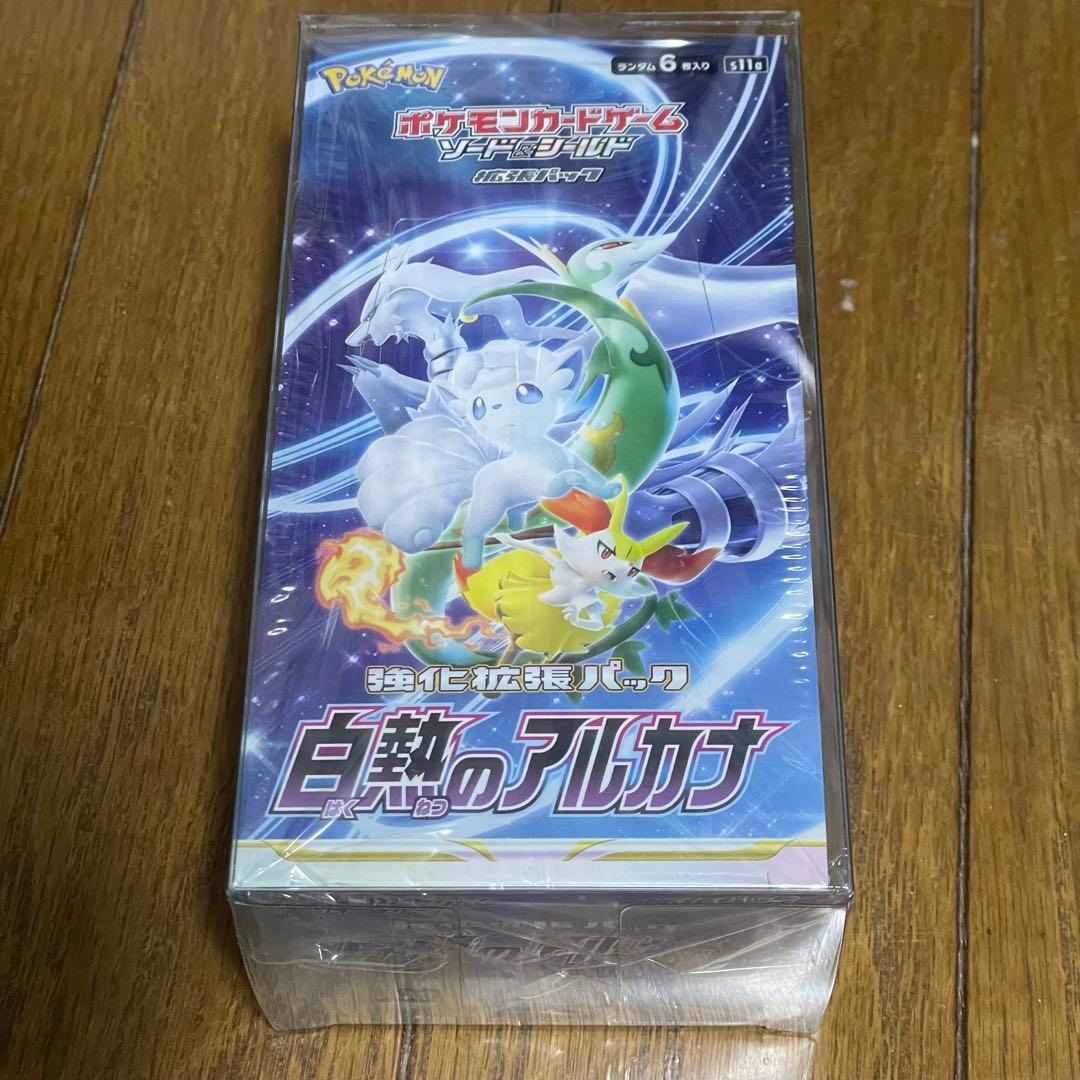 POKéMON
ランダム6枚入り s11a
ポケモンカードゲーム
ソード&シールド
拡張パック
強化拡張パック
白熱のアルカナ
はく ねつ